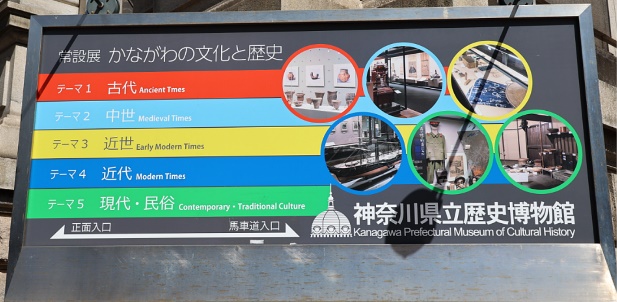 常設展 かながわの文化と歴史
テーマ1 古代 Ancient Tmes
テーマ2 中世 Medieval Times
テーマ3 近世 Early Modern Times
テーマ4 近代 Modern Times
テーマ5 現代・民俗 Contemporary・Traditional Culture
正面入口 馬車道入口
神奈川県立歴史博物館
Kanagawa Prefectural Museum of Cultural History